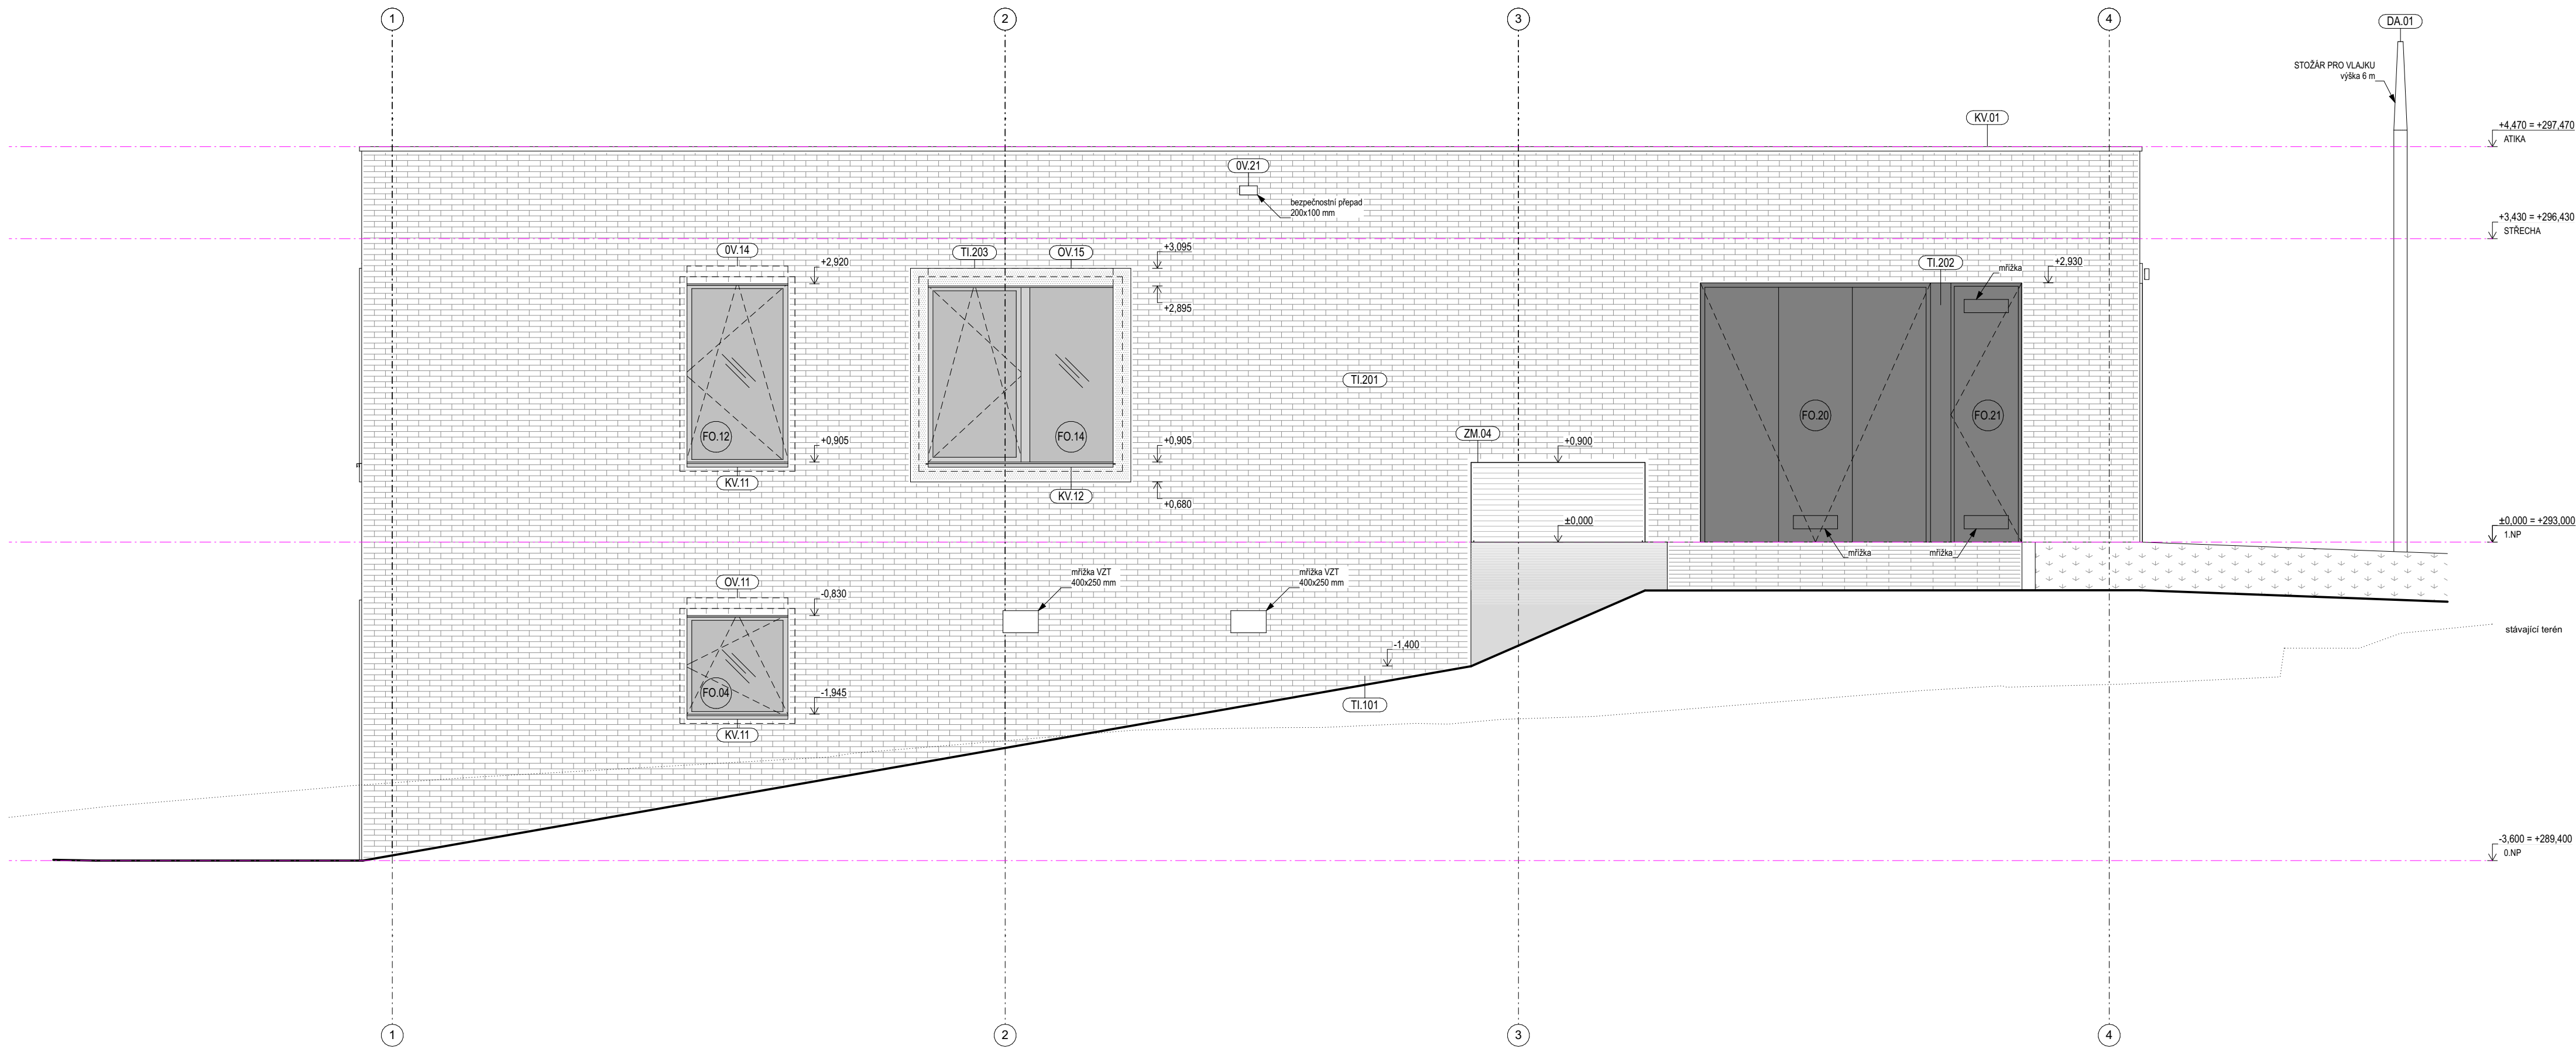 1
2
3
4
DA.01
STOŽÁR PRO VLAJKU
výška 6 m
KV.01
+4,470 = +297,470
ATIKA
0V.21
bezpečnostní přepad
200x100 mm
+3,430 = +296,430
STŘECHA
0V.14
+2,920
TI.203
OV.15
+3,095
+2,895
TI.202
mřížka
+2,930
TI.201
FO.12
+0,905
KV.11
FO.14
+0,905
KV.12
+0,680
ZM.04
+0,900
±0,000
FO.20
FO.21
mřížka
mřížka
±0,000 = +293,000
1.NP
OV.11
-0,830
mřížka VZT
400x250 mm
mřížka VZT
400x250 mm
-1,400
stávající terén
FO.04
-1,945
KV.11
TI.101
-3,600 = +289,400
0.NP
1
2
3
4